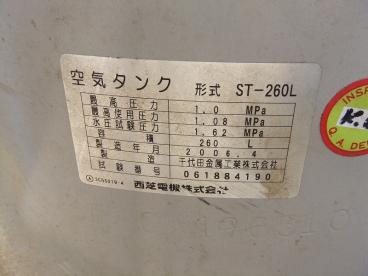 空気タンク 形式 ST-260L
最高圧力 1.0 MPa
最高使用圧力 1.08 MPa
水圧試験圧力 1.62 MPa
容積 260 L
製造年月 2006.4
製造 千代田金属工業株式会社
試験番号 061884190
西芝電機株式会社
INSP
K.
Q.A. DE